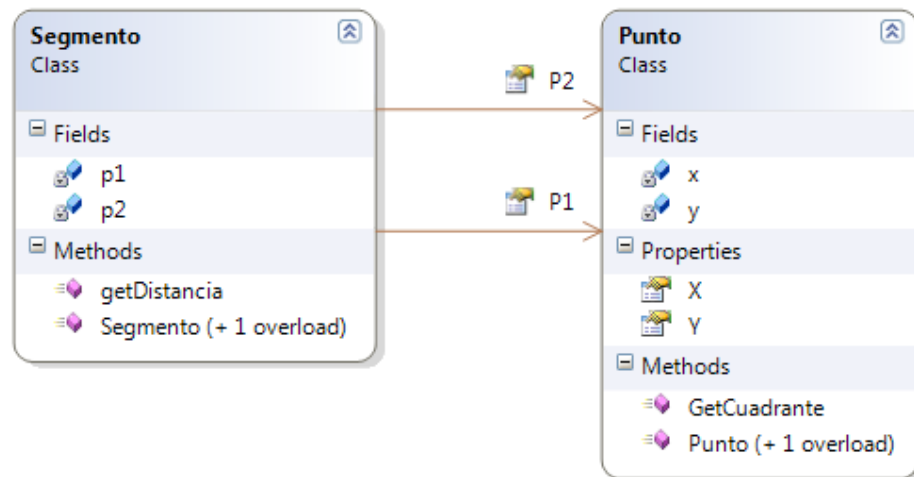 Segmento
Class
Fields
p1
p2
Methods
getDistancia
Segmento (+ 1 overload)
P2
P1
Punto
Class
Fields
x
y
Properties
X
Y
Methods
GetCuadrante
Punto (+ 1 overload)